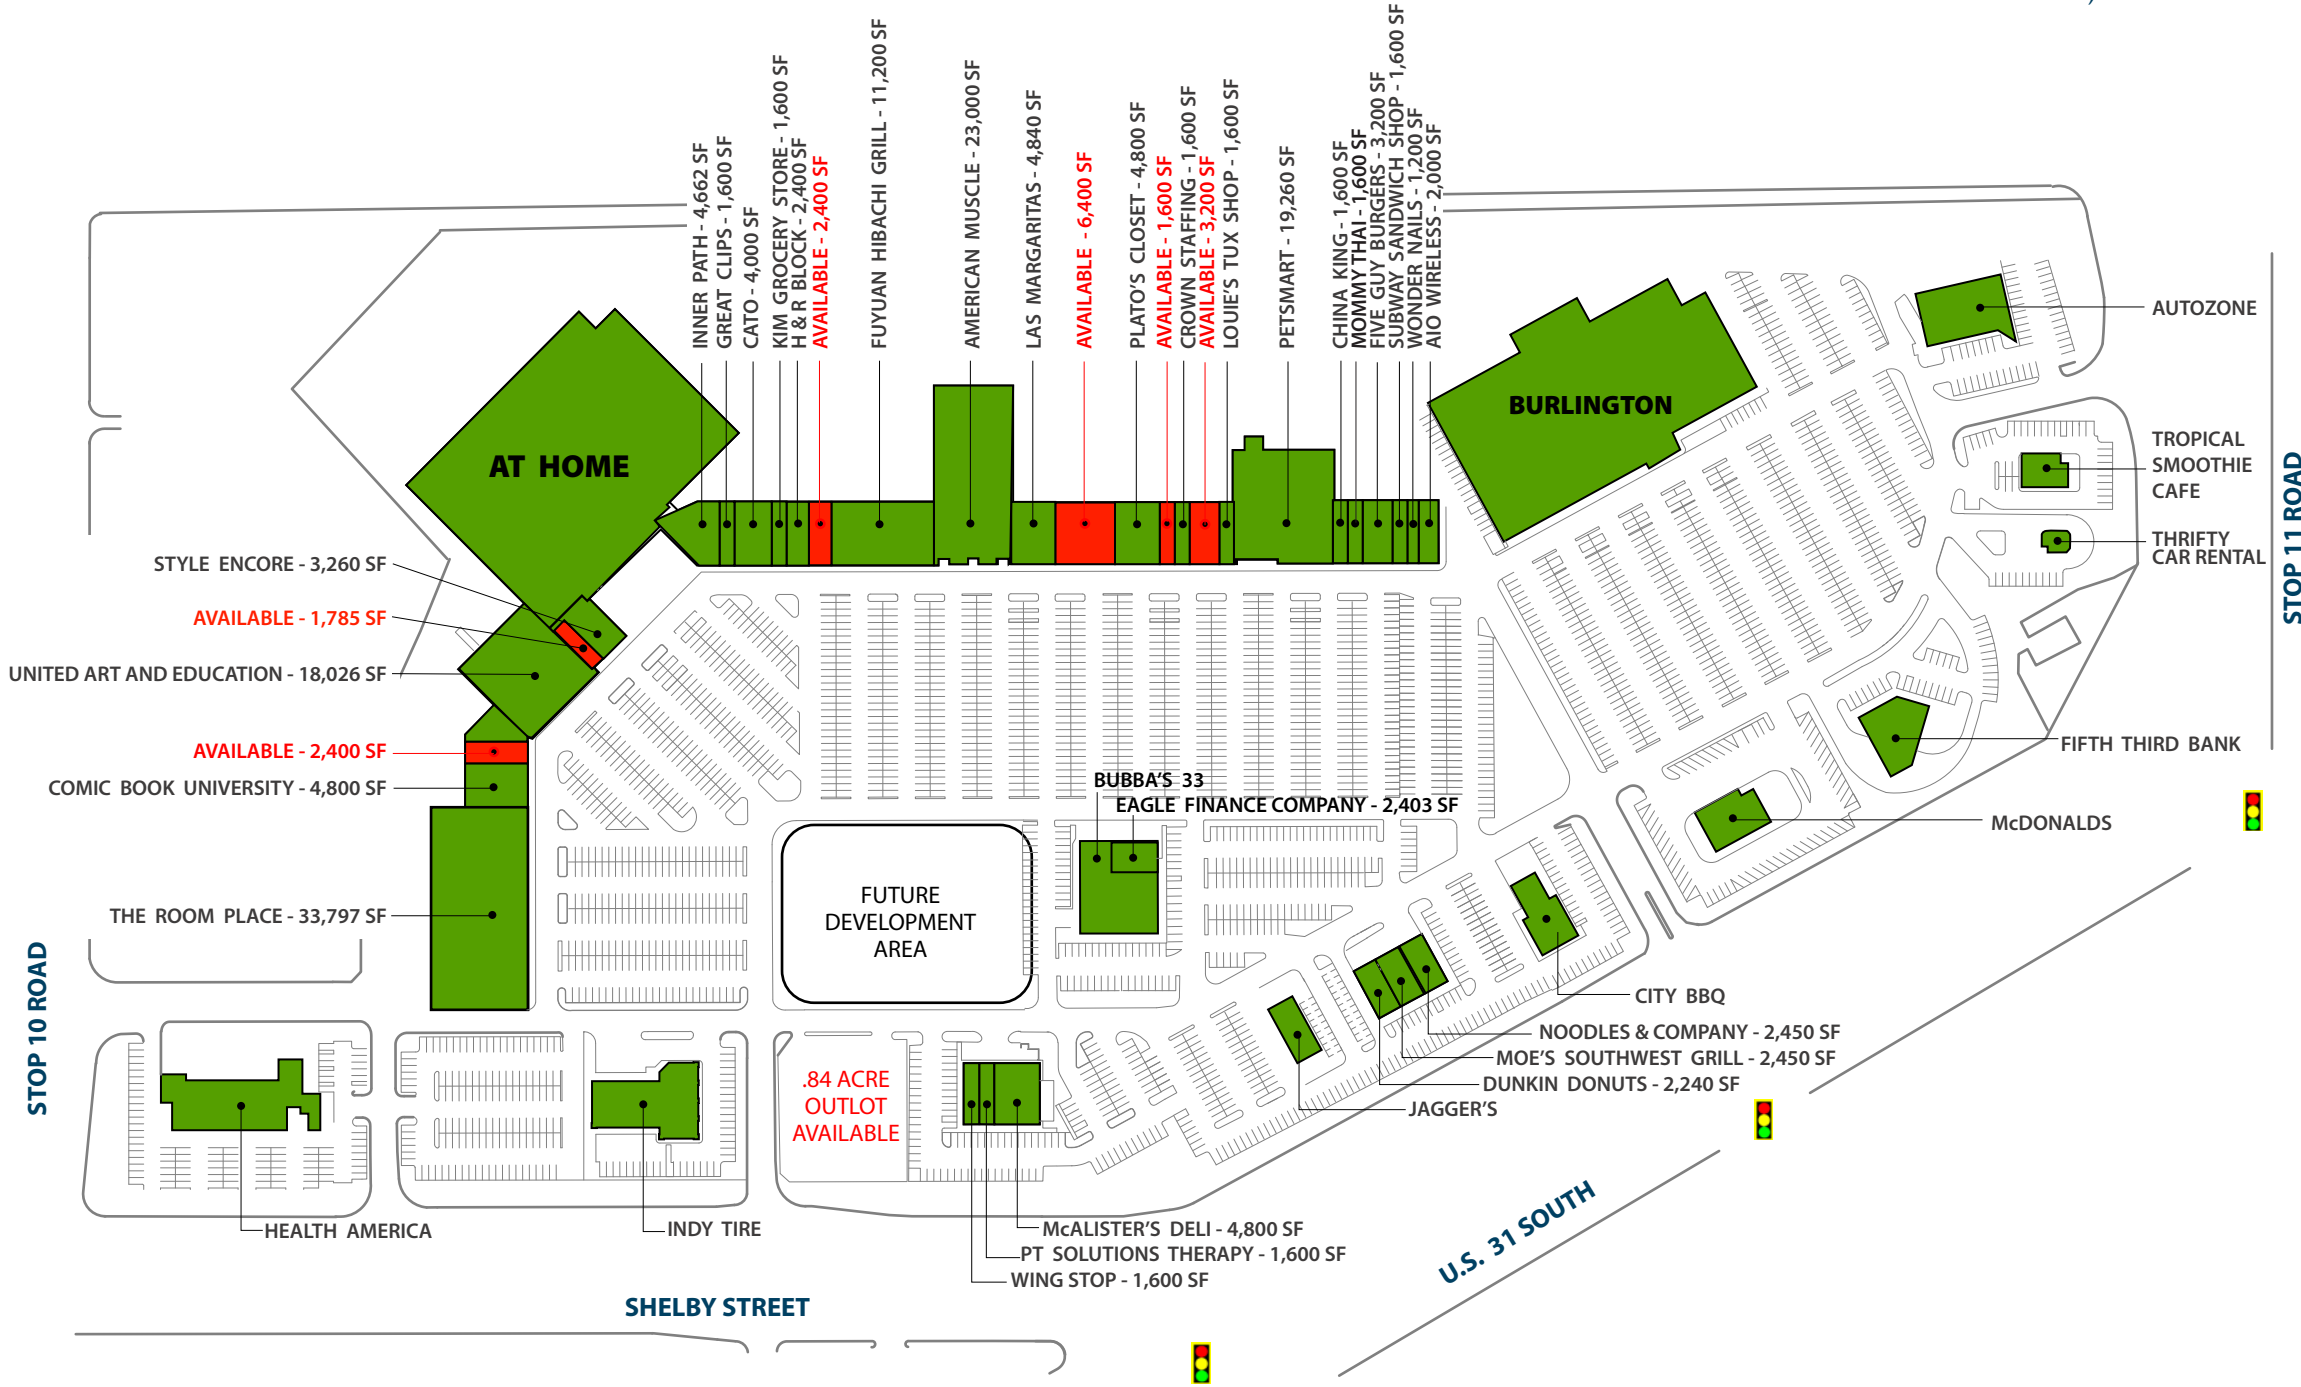 INNER PATH - 4,662 SF
GREAT CLIPS - 1,600 SF
CATO - 4,000 SF
KIM GROCERY STORE - 1,600 SF
H & R BLOCK - 2,400 SF
AVAILABLE - 2,400 SF
FUYUAN HIBACHI GRILL - 11,200 SF
AMERICAN MUSCLE - 23,000 SF
LAS MARGARITAS - 4,840 SF
AVAILABLE - 6,400 SF
PLATO'S CLOSET - 4,800 SF
AVAILABLE - 1,600 SF
CROWN STAFFING - 1,600 SF
AVAILABLE - 3,200 SF
LOUIE'S TUX SHOP - 1,600 SF
PETSMART - 19,260 SF
CHINA KING - 1,600 SF
MOMMY THAI - 1,600 SF
FIVE GUY BURGERS - 3,200 SF
SUBWAY SANDWICH SHOP - 1,600 SF
WONDER NAILS - 1,200 SF
AIO WIRELESS - 2,000 SF
AT HOME
BURLINGTON
AUTOZONE
TROPICAL
SMOOTHIE
CAFE
THRIFTY
CAR RENTAL
STOP 11 ROAD
STYLE ENCORE - 3,260 SF
AVAILABLE - 1,785 SF
UNITED ART AND EDUCATION - 18,026 SF
AVAILABLE - 2,400 SF
COMIC BOOK UNIVERSITY - 4,800 SF
THE ROOM PLACE - 33,797 SF
FIFTH THIRD BANK
McDONALDS
BUBBA'S 33
EAGLE FINANCE COMPANY - 2,403 SF
FUTURE
DEVELOPMENT
AREA
CITY BBQ
NOODLES & COMPANY - 2,450 SF
MOE'S SOUTHWEST GRILL - 2,450 SF
DUNKIN DONUTS - 2,240 SF
JAGGER'S
STOP 10 ROAD
.84 ACRE
OUTLOT
AVAILABLE
HEALTH AMERICA
INDY TIRE
McALISTER'S DELI - 4,800 SF
PT SOLUTIONS THERAPY - 1,600 SF
WING STOP - 1,600 SF
U.S. 31 SOUTH
SHELBY STREET